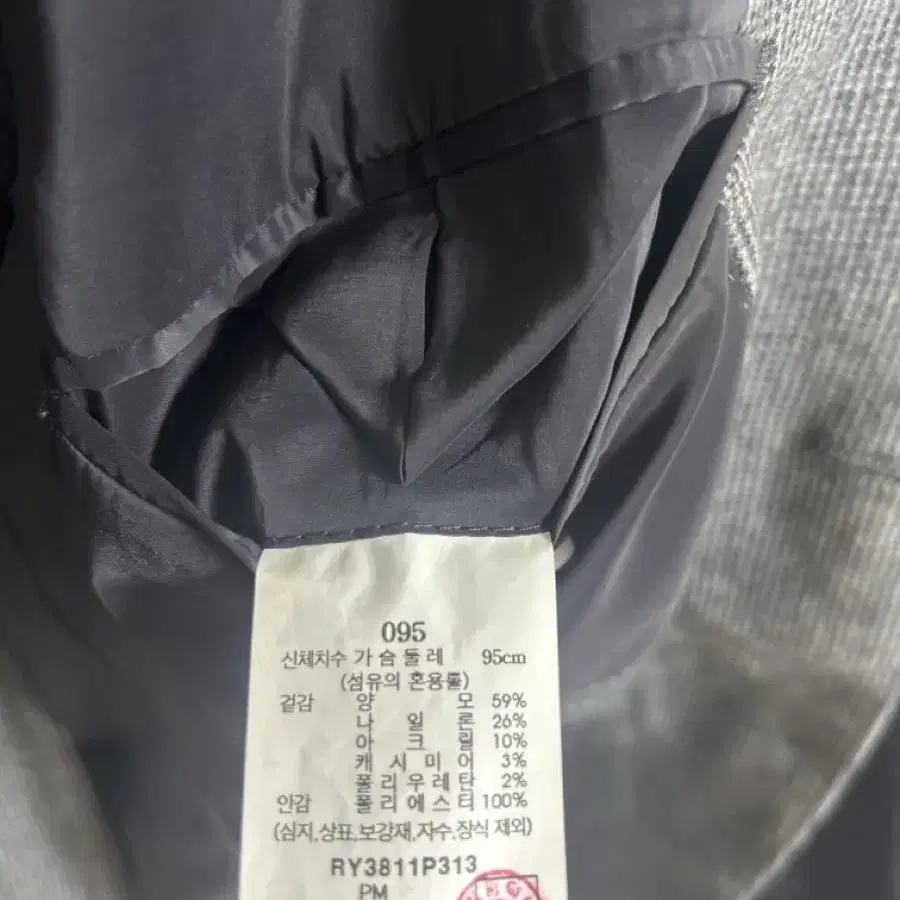 095
신체치수 가 슴 둘 레 95cm
(섬유의 혼용률)
겉감 양 모 59%
나 일 론 26%
아 크 릴 10%
캐 시 미 어 3%
폴 리 우 레 탄 2%
안감 폴 리 에 스 터 100%
(심지,상표,보강재,자수,장식 제외)
RY3811P313
PM